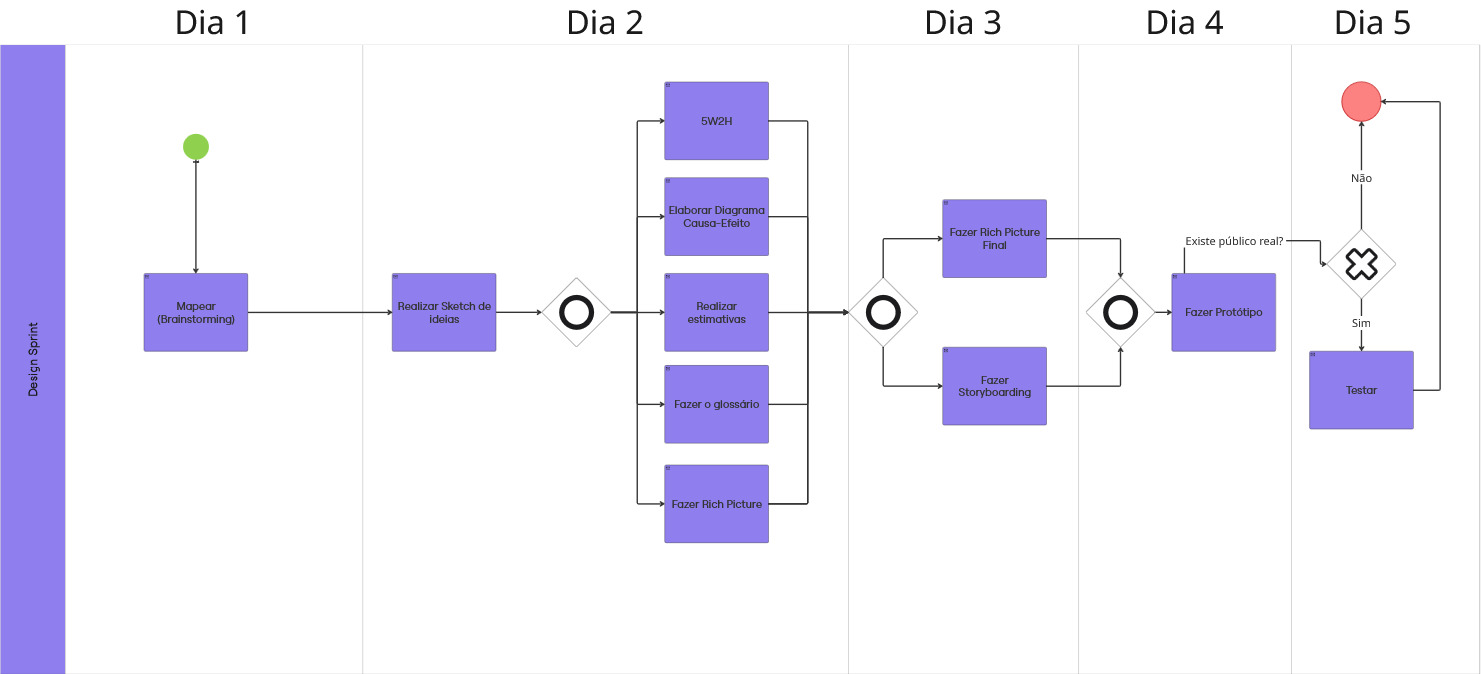 Dia 1
Dia 2
Dia 3
Dia 4
Dia 5
Design Sprint
Mapear
(Brainstorming)
Realizar Sketch de
ideias
5W2H
Elaborar Diagrama
Causa-Efeito
Realizar
estimativas
Fazer o glossário
Fazer Rich Picture
Fazer Rich Picture
Final
Fazer
Storyboarding
Fazer Protótipo
Existe público real?
Não
Sim
Testar